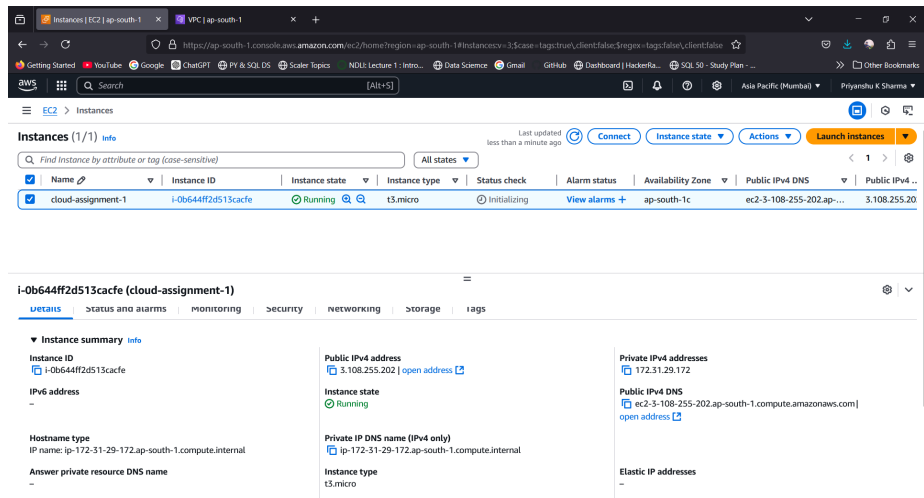 Instances | EC2 | ap-south-1
VPC | ap-south-1
https://ap-south-1.console.aws.amazon.com/ec2/home?region=ap-south-1#Instances:v=3;$case=tags:true\,client:false;$regex=tags:false\,client:false
Getting Started YouTube Google ChatGPT PY & SQL DS Scaler Topics NDLI: Lecture 1 : Intro... Data Science Gmail GitHub Dashboard | HackerRa... SQL 50 - Study Plan - ... Other Bookmarks
aws Search [Alt+S] Asia Pacific (Mumbai) Priyanshu K Sharma
EC2 > Instances
Instances (1/1) Info Last updated less than a minute ago Connect Instance state Actions Launch instances
Find Instance by attribute or tag (case-sensitive) All states 1
Name Instance ID Instance state Instance type Status check Alarm status Availability Zone Public IPv4 DNS Public IPv4 ..
cloud-assignment-1 i-0b644ff2d513cacfe Running t3.micro Initializing View alarms + ap-south-1c ec2-3-108-255-202.ap-... 3.108.255.20
i-0b644ff2d513cacfe (cloud-assignment-1)
Details Status and alarms Monitoring Security Networking Storage Tags
Instance summary Info
Instance ID Public IPv4 address Private IPv4 addresses
i-0b644ff2d513cacfe 3.108.255.202 | open address 172.31.29.172
IPv6 address Instance state Public IPv4 DNS
– Running ec2-3-108-255-202.ap-south-1.compute.amazonaws.com |
open address
Hostname type Private IP DNS name (IPv4 only)
IP name: ip-172-31-29-172.ap-south-1.compute.internal ip-172-31-29-172.ap-south-1.compute.internal
Answer private resource DNS name Instance type Elastic IP addresses
– t3.micro –